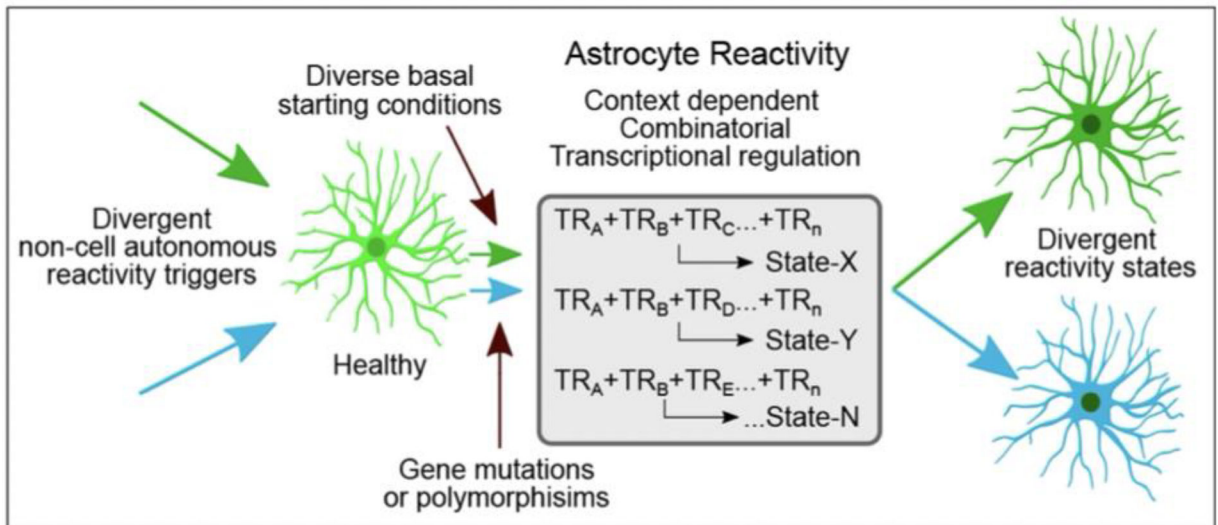 Astrocyte Reactivity
Diverse basal
starting conditions
Context dependent
Combinatorial
Transcriptional regulation
Divergent
non-cell autonomous
reactivity triggers
Healthy
Gene mutations
or polymorphisims
TRA+TRB+TRC...+TRn
State-X
TRA+TRB+TRD...+TRn
State-Y
TRA+TRB+TRE...+TRn
...State-N
Divergent
reactivity states